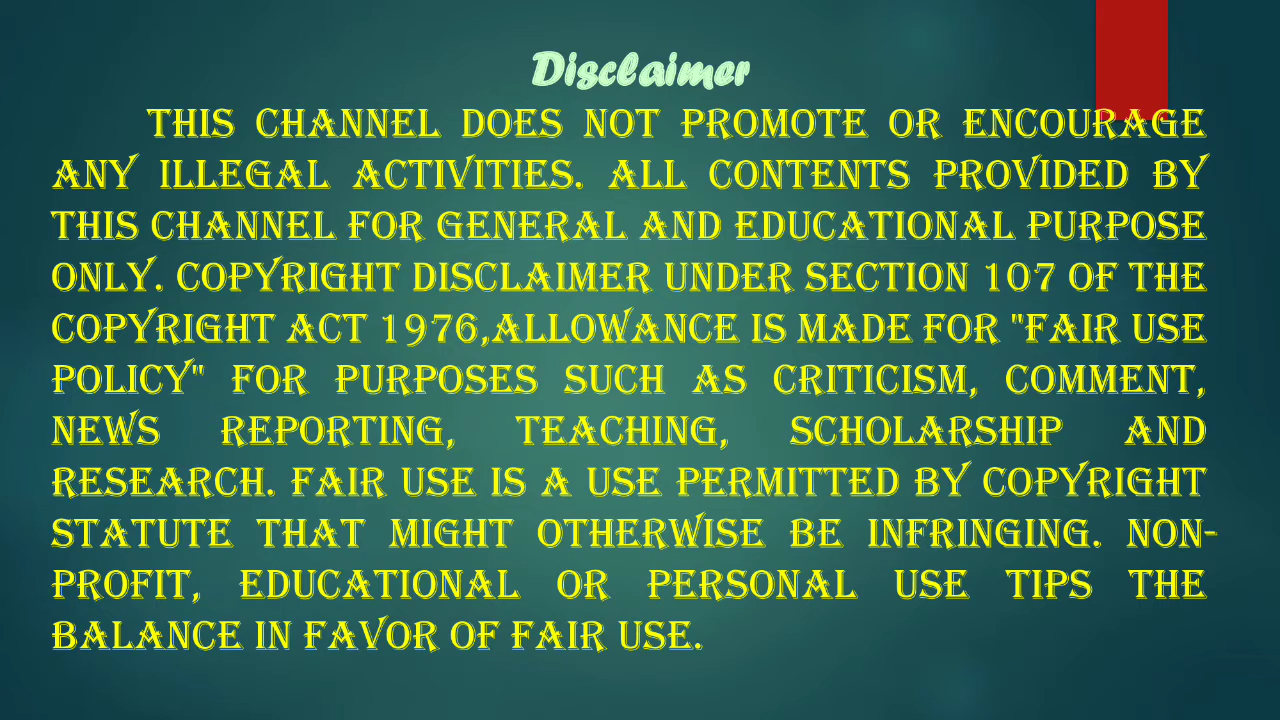 Disclaimer
THIS CHANNEL DOES NOT PROMOTE OR ENCOURAGE
ANY ILLEGAL ACTIVITIES. ALL CONTENTS PROVIDED BY
THIS CHANNEL FOR GENERAL AND EDUCATIONAL PURPOSE
ONLY. COPYRIGHT DISCLAIMER UNDER SECTION 107 OF THE
COPYRIGHT ACT 1976,ALLOWANCE IS MADE FOR "FAIR USE
POLICY" FOR PURPOSES SUCH AS CRITICISM, COMMENT,
NEWS REPORTING, TEACHING, SCHOLARSHIP AND
RESEARCH. FAIR USE IS A USE PERMITTED BY COPYRIGHT
STATUTE THAT MIGHT OTHERWISE BE INFRINGING. NON-
PROFIT, EDUCATIONAL OR PERSONAL USE TIPS THE
BALANCE IN FAVOR OF FAIR USE.